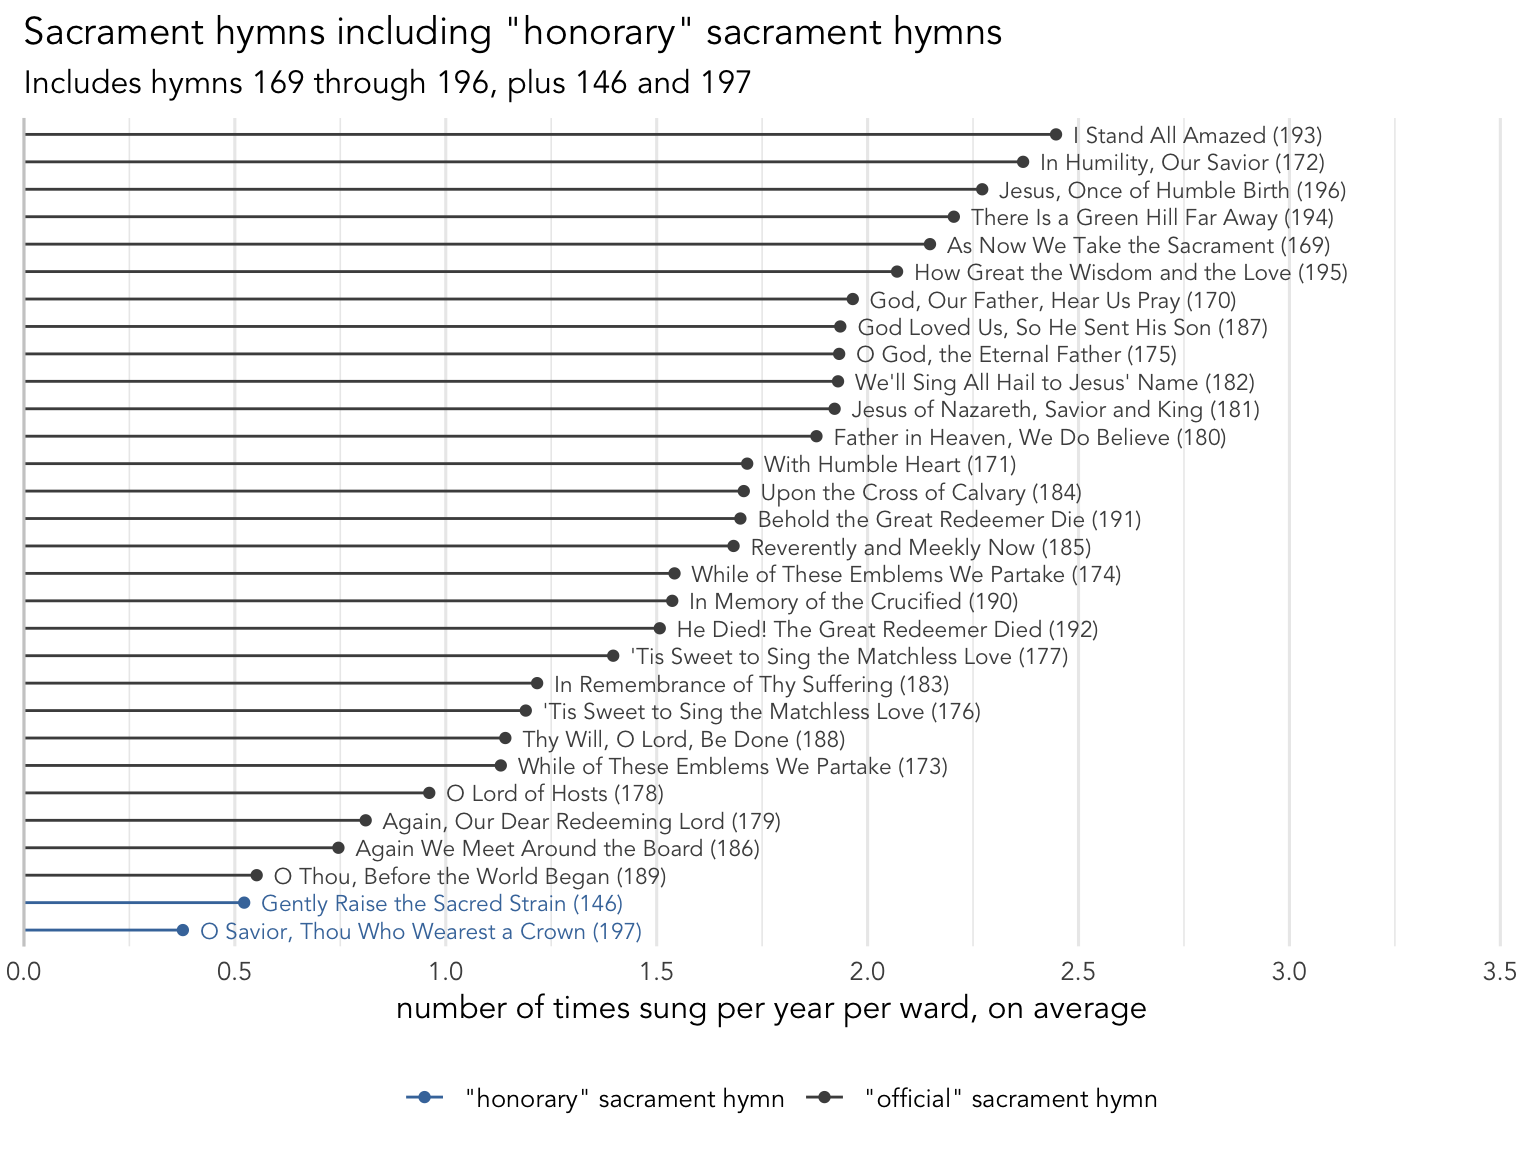 Sacrament hymns including "honorary" sacrament hymns
Includes hymns 169 through 196, plus 146 and 197
I Stand All Amazed (193)
In Humility, Our Savior (172)
Jesus, Once of Humble Birth (196)
There Is a Green Hill Far Away (194)
As Now We Take the Sacrament (169)
How Great the Wisdom and the Love (195)
God, Our Father, Hear Us Pray (170)
God Loved Us, So He Sent His Son (187)
O God, the Eternal Father (175)
We'll Sing All Hail to Jesus' Name (182)
Jesus of Nazareth, Savior and King (181)
Father in Heaven, We Do Believe (180)
With Humble Heart (171)
Upon the Cross of Calvary (184)
Behold the Great Redeemer Die (191)
Reverently and Meekly Now (185)
While of These Emblems We Partake (174)
In Memory of the Crucified (190)
He Died! The Great Redeemer Died (192)
'Tis Sweet to Sing the Matchless Love (177)
In Remembrance of Thy Suffering (183)
'Tis Sweet to Sing the Matchless Love (176)
Thy Will, O Lord, Be Done (188)
While of These Emblems We Partake (173)
O Lord of Hosts (178)
Again, Our Dear Redeeming Lord (179)
Again We Meet Around the Board (186)
O Thou, Before the World Began (189)
Gently Raise the Sacred Strain (146)
O Savior, Thou Who Wearest a Crown (197)
0.0 0.5 1.0 1.5 2.0 2.5 3.0 3.5
number of times sung per year per ward, on average
"honorary" sacrament hymn "official" sacrament hymn